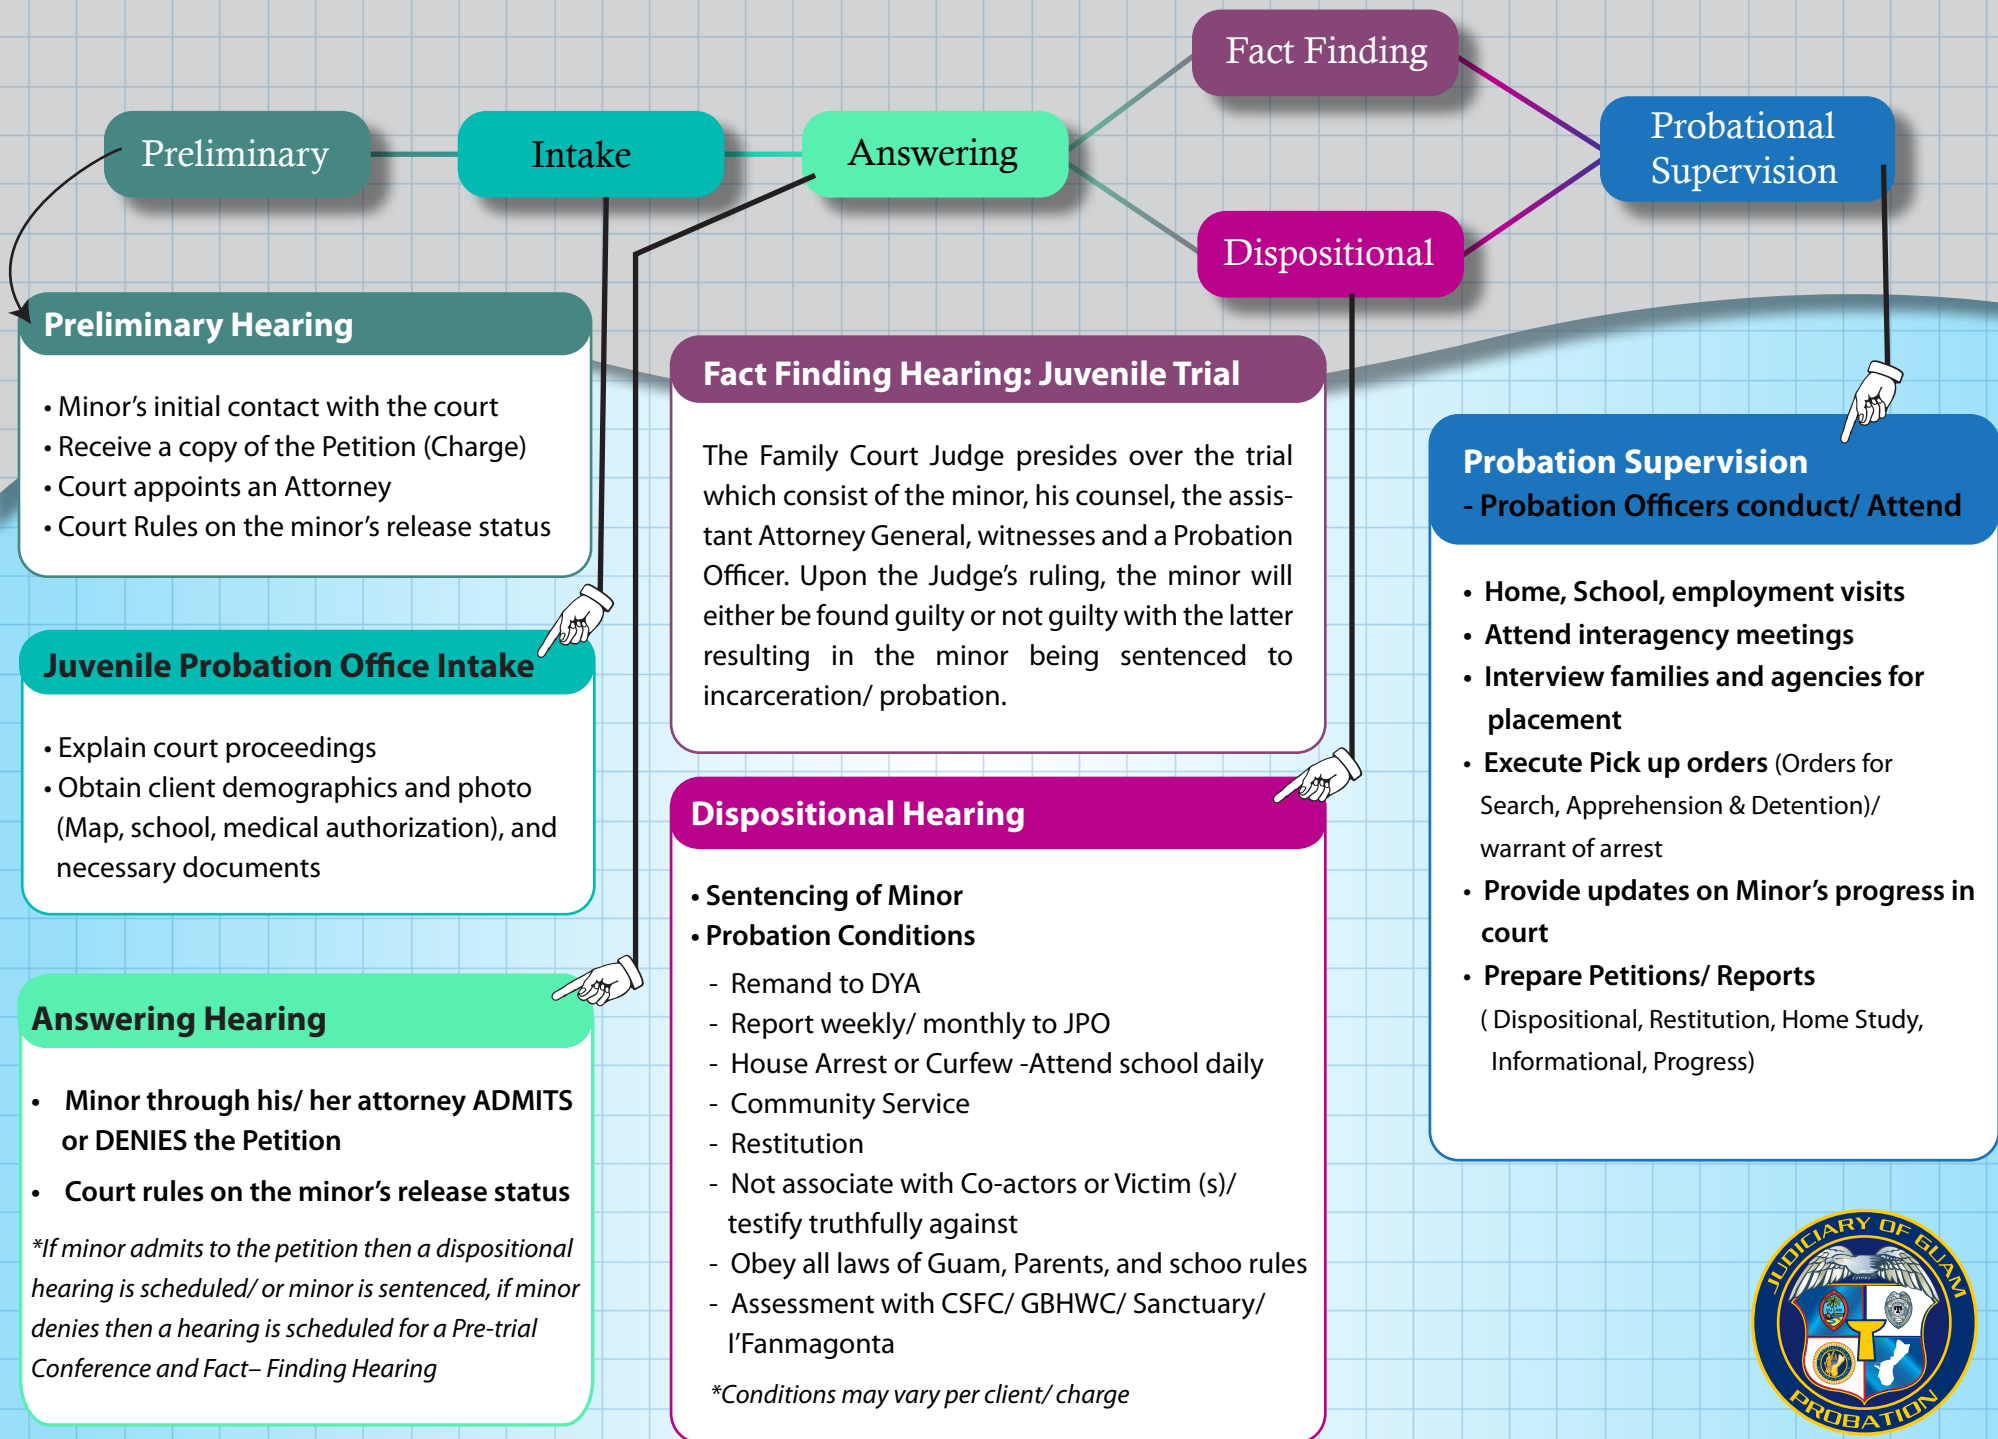 Preliminary
Intake
Answering
Fact Finding
Dispositional
Probational
Supervision
Preliminary Hearing
• Minor’s initial contact with the court
• Receive a copy of the Petition (Charge)
• Court appoints an Attorney
• Court Rules on the minor’s release status
Juvenile Probation Office Intake
• Explain court proceedings
• Obtain client demographics and photo
(Map, school, medical authorization), and
necessary documents
Answering Hearing
• Minor through his/ her attorney ADMITS
or DENIES the Petition
• Court rules on the minor’s release status
*If minor admits to the petition then a dispositional
hearing is scheduled/ or minor is sentenced, if minor
denies then a hearing is scheduled for a Pre-trial
Conference and Fact– Finding Hearing
Fact Finding Hearing: Juvenile Trial
The Family Court Judge presides over the trial
which consist of the minor, his counsel, the assis-
tant Attorney General, witnesses and a Probation
Officer. Upon the Judge’s ruling, the minor will
either be found guilty or not guilty with the latter
resulting in the minor being sentenced to
incarceration/ probation.
Dispositional Hearing
• Sentencing of Minor
• Probation Conditions
- Remand to DYA
- Report weekly/ monthly to JPO
- House Arrest or Curfew -Attend school daily
- Community Service
- Restitution
- Not associate with Co-actors or Victim (s)/
testify truthfully against
- Obey all laws of Guam, Parents, and schoo rules
- Assessment with CSFC/ GBHWC/ Sanctuary/
I’Fanmagonta
*Conditions may vary per client/ charge
Probation Supervision
- Probation Officers conduct/ Attend
• Home, School, employment visits
• Attend interagency meetings
• Interview families and agencies for
placement
• Execute Pick up orders (Orders for
Search, Apprehension & Detention)/
warrant of arrest
• Provide updates on Minor’s progress in
court
• Prepare Petitions/ Reports
( Dispositional, Restitution, Home Study,
Informational, Progress)
JUDICIARY OF GUAM
PROBATION